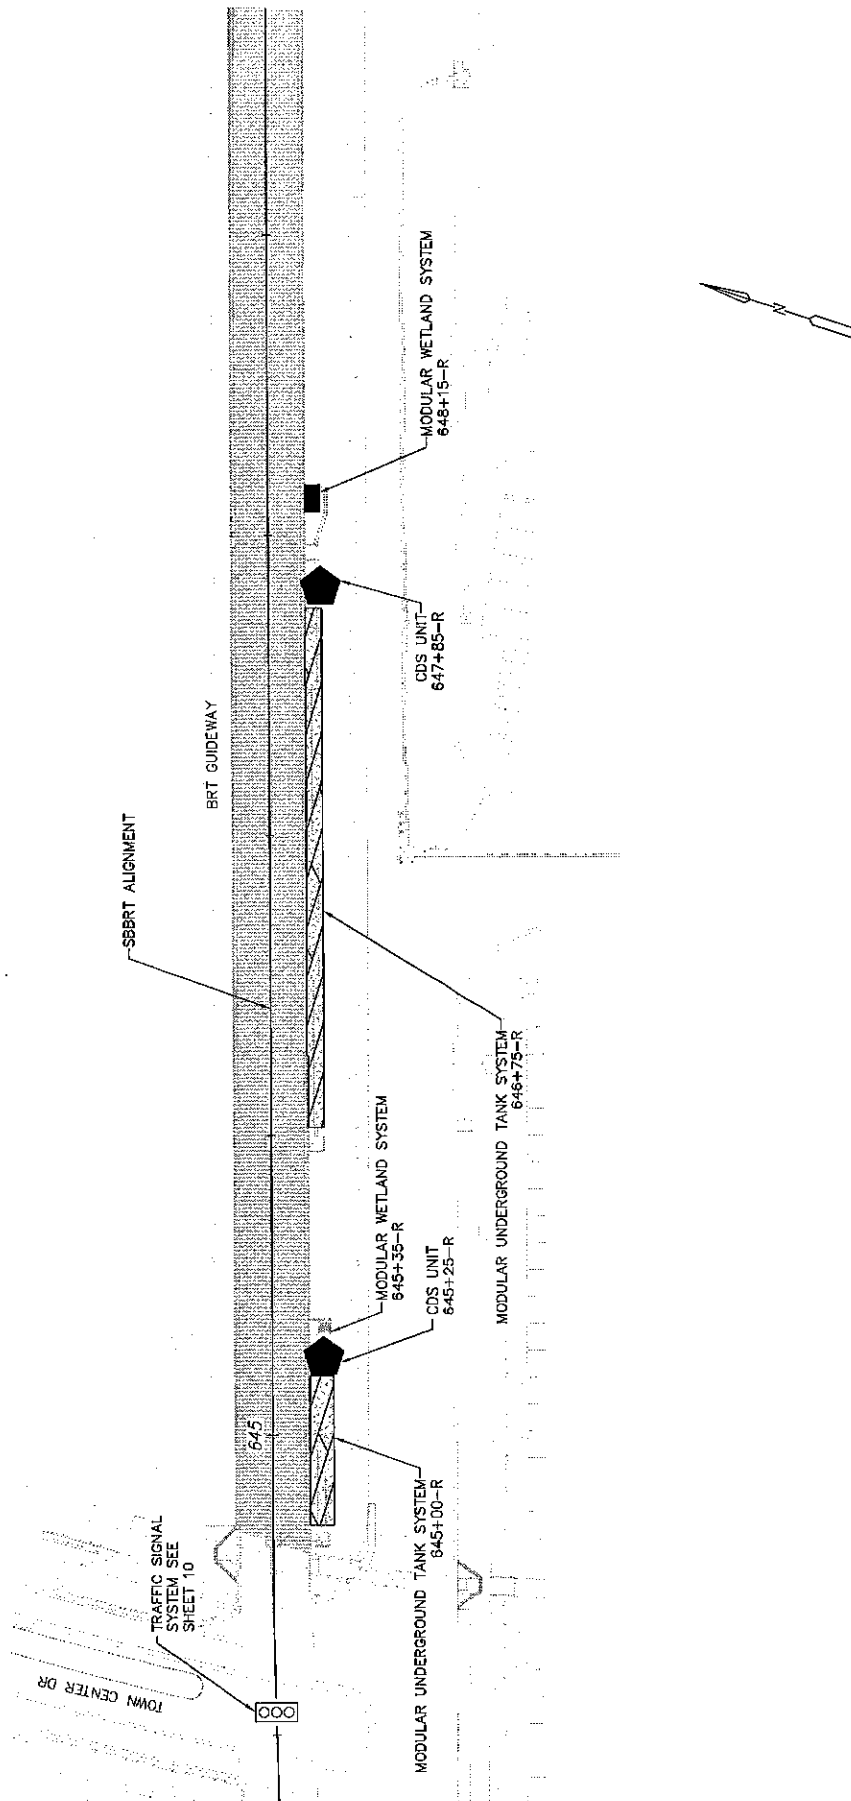 MODULAR WETLAND SYSTEM
648+15-R
CDS UNIT
647+85-R
BRT GUIDEWAY
SBBRT ALIGNMENT
MODULAR UNDERGROUND TANK SYSTEM
646+75-R
MODULAR WETLAND SYSTEM
645+35-R
CDS UNIT
645+25-R
645
MODULAR UNDERGROUND TANK SYSTEM
645+00-R
TRAFFIC SIGNAL
SYSTEM SEE
SHEET 10
TOWN CENTER DR
N